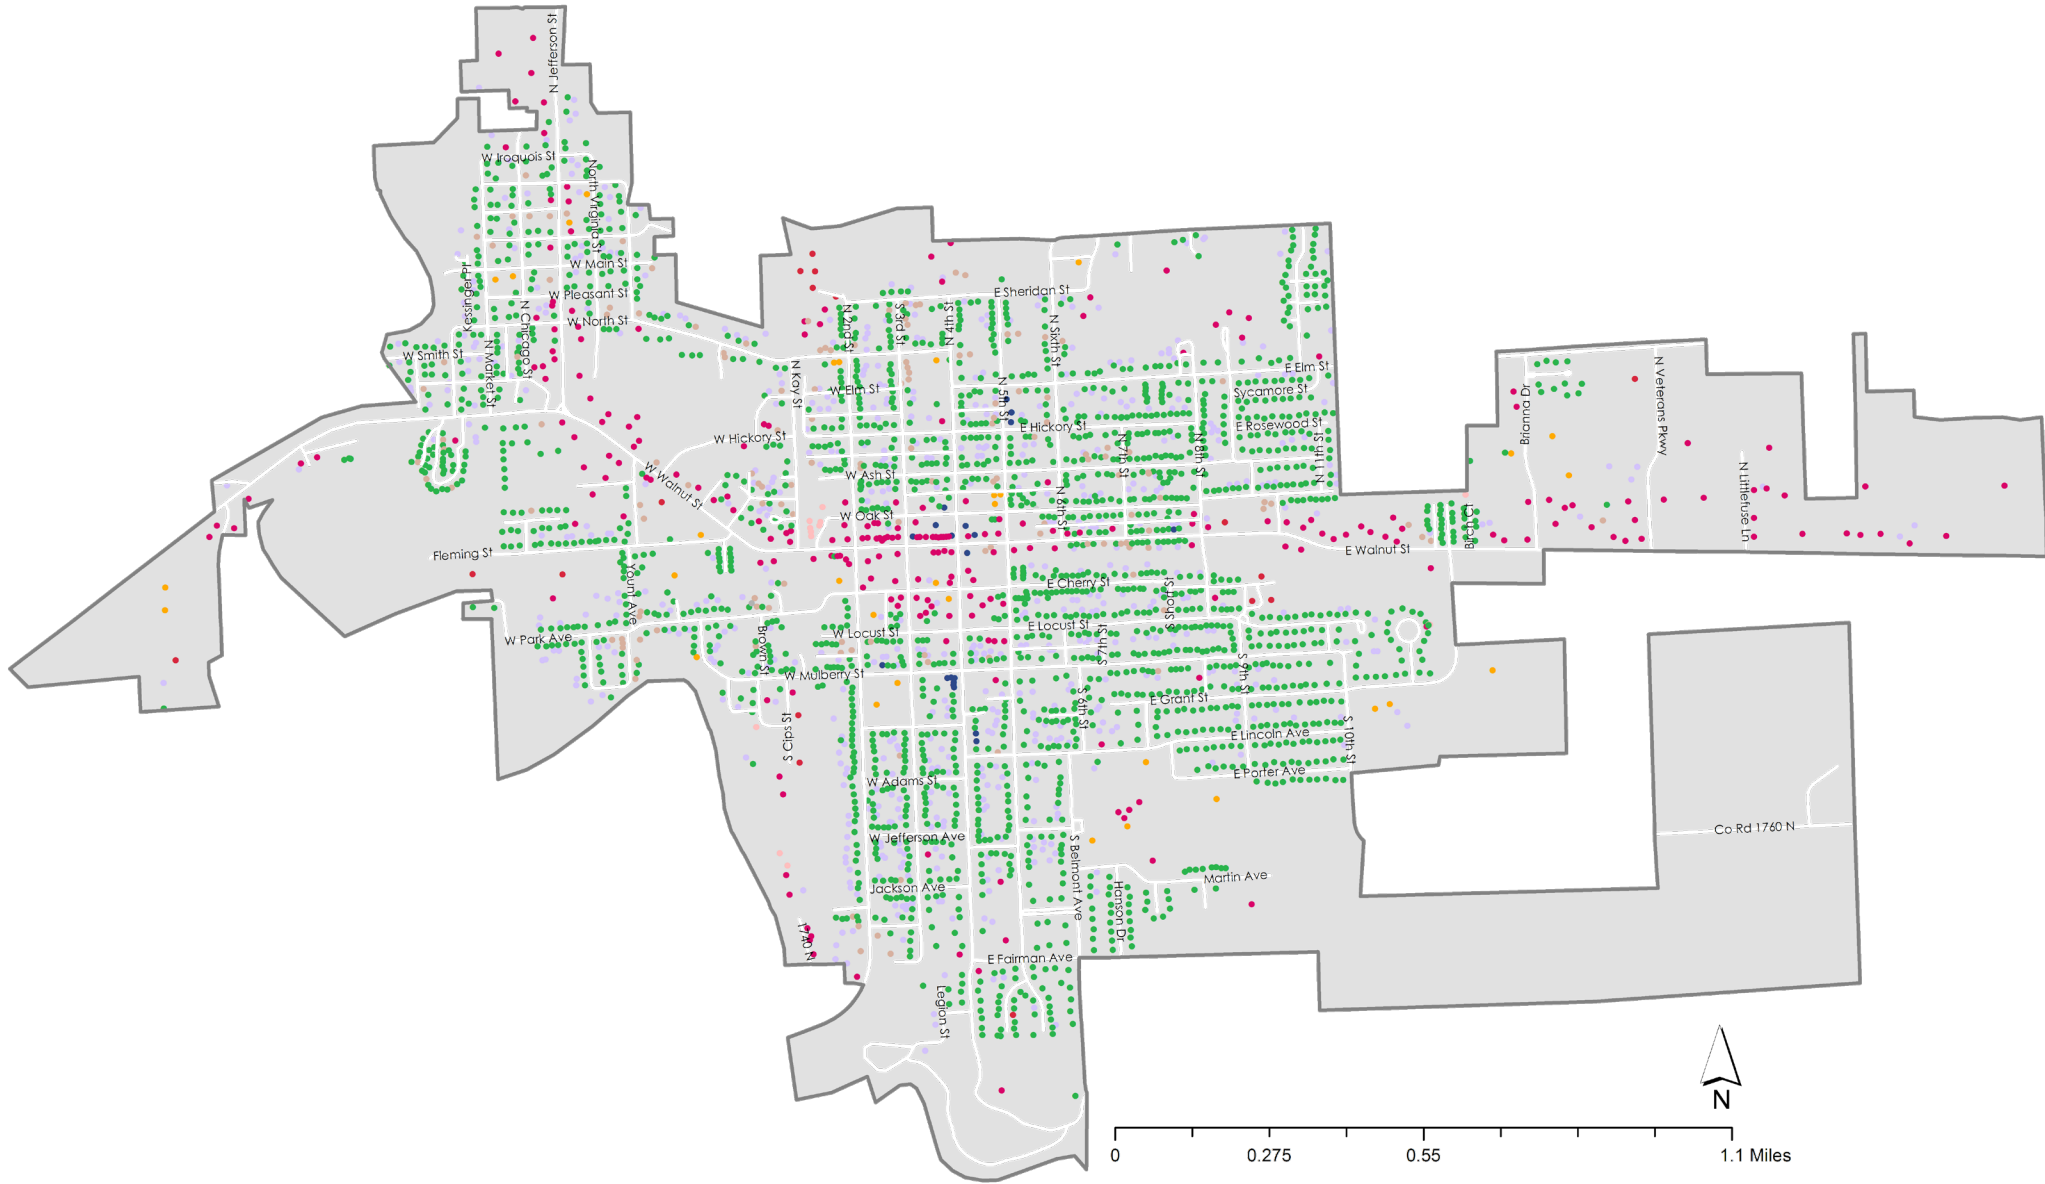 N Jefferson St
W Iroquois St
North Virginia St
W Main St
Kessinger Pl
W Pleasant St
N Chicago St
W North St
W Smith St
N Market St
E Sheridan St
N 2nd St
S 3rd St
N 4th St
N Sixth St
N Kay St
W Elm St
N 5th St
E Elm St
Sycamore St
W Hickory St
E Hickory St
E Rosewood St
N 7th St
N 8th St
N 11th St
Brianna Dr
N Veterans Pkwy
N Littlefuse Ln
W Walnut St
W Ash St
W Oak St
N 6th St
Brian Ct
Fleming St
E Walnut St
Yount Ave
E Cherry St
S Short St
W Park Ave
Brown St
W Locust St
E Locust St
S 7th St
W Mulberry St
S 9th St
S 6th St
E Grant St
S Cips St
E Lincoln Ave
S 10th St
W Adams St
E Porter Ave
W Jefferson Ave
S Belmont Ave
Co Rd 1760 N
Jackson Ave
Martin Ave
Hanson Dr
1740 N
E Fairman Ave
Legion St
N
0 0.275 0.55 1.1 Miles